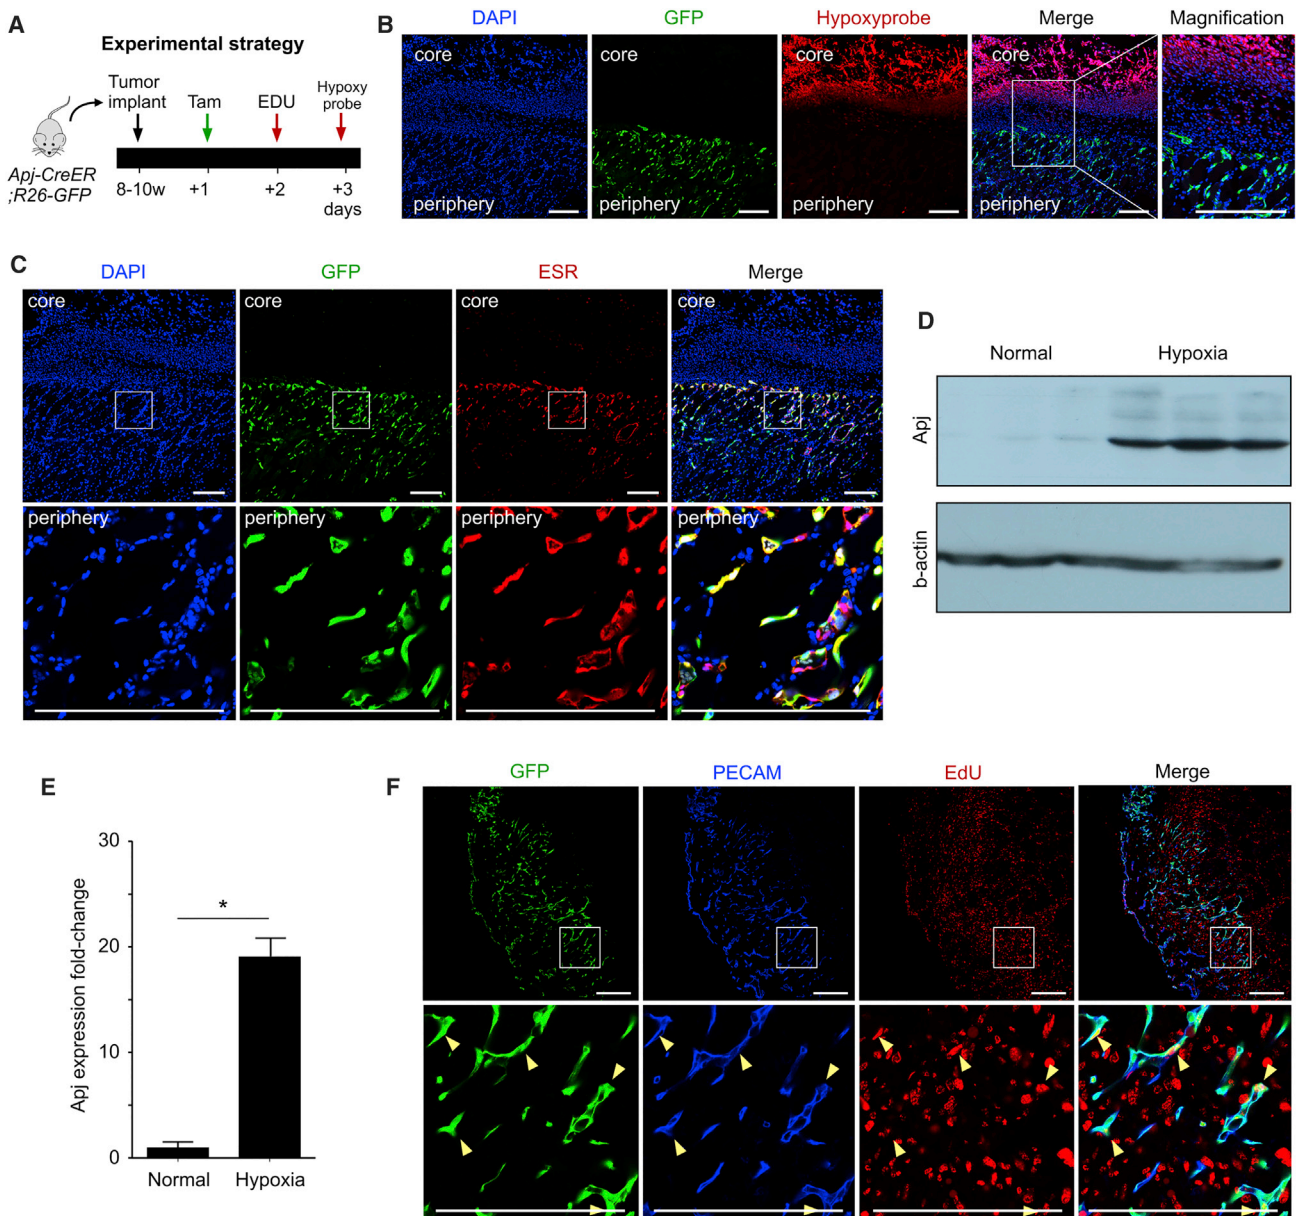 A
Experimental strategy
Tumor
implant
Tam
EDU
Hypoxy
probe
Apj-CreER
;R26-GFP
8-10w
+1
+2
+3
days
B
DAPI
GFP
Hypoxyprobe
Merge
Magnification
core
core
core
core
periphery
periphery
periphery
periphery
C
DAPI
GFP
ESR
Merge
core
core
core
core
periphery
periphery
periphery
periphery
D
Normal
Hypoxia
Apj
b-actin
E
Apj expression fold-change
30
20
10
0
*
Normal
Hypoxia
F
GFP
PECAM
EdU
Merge